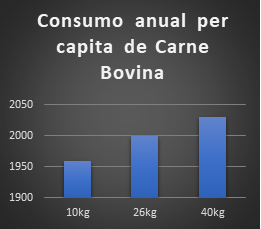 Consumo anual per
capita de Carne
Bovina
2050
2000
1950
1900
10kg 26kg 40kg